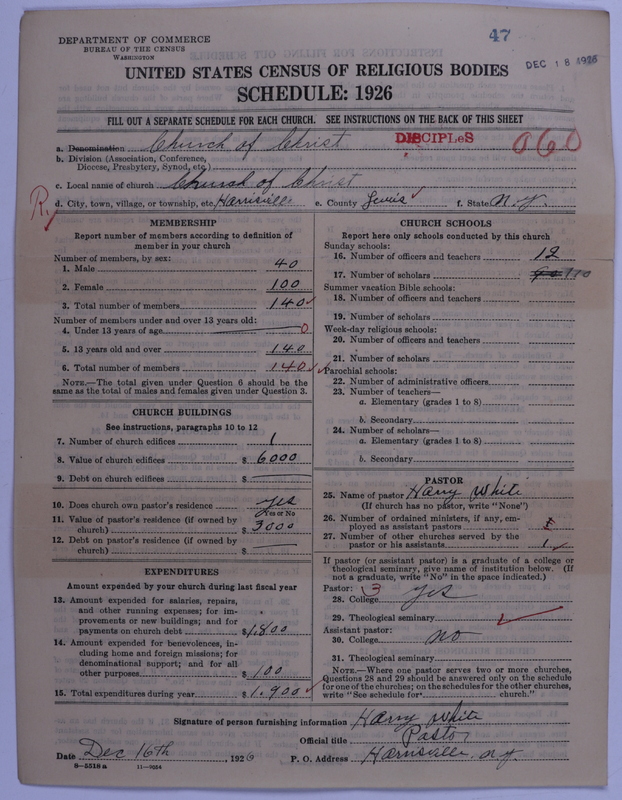 47
DEPARTMENT OF COMMERCE
BUREAU OF THE CENSUS
WASHINGTON
DEC 18 1926
UNITED STATES CENSUS OF RELIGIOUS BODIES
SCHEDULE: 1926
FILL OUT A SEPARATE SCHEDULE FOR EACH CHURCH. SEE INSTRUCTIONS ON THE BACK OF THIS SHEET
a. Denomination Church of Christ DISCIPLeS 060
b. Division (Association, Conference, Diocese, Presbytery, Synod, etc.)
c. Local name of church Church of Christ
R. d. City, town, village, or township, etc. Harrisville e. County Lewis f. State N.Y.
MEMBERSHIP
Report number of members according to definition of
member in your church
Number of members, by sex:
1. Male 40
2. Female 100
3. Total number of members 140
Number of members under and over 13 years old:
4. Under 13 years of age 0
5. 13 years old and over 140
6. Total number of members 140
NOTE.—The total given under Question 6 should be the
same as the total of males and females given under Question 3.
CHURCH BUILDINGS
See instructions, paragraphs 10 to 12
7. Number of church edifices 1
8. Value of church edifices $ 6000
9. Debt on church edifices $ —
10. Does church own pastor's residence yes
Yes or No
11. Value of pastor's residence (if owned by
church) $ 3000
12. Debt on pastor's residence (if owned by
church) $ —
EXPENDITURES
Amount expended by your church during last fiscal year
13. Amount expended for salaries, repairs,
and other running expenses; for im-
provements or new buildings; and for
payments on church debt $ 1,800
14. Amount expended for benevolences, in-
cluding home and foreign missions; for
denominational support; and for all
other purposes $ 100
15. Total expenditures during year $ 1,900
CHURCH SCHOOLS
Report here only schools conducted by this church
Sunday schools:
16. Number of officers and teachers 12
17. Number of scholars 110
Summer vacation Bible schools:
18. Number of officers and teachers
19. Number of scholars
Week-day religious schools:
20. Number of officers and teachers
21. Number of scholars
Parochial schools:
22. Number of administrative officers
23. Number of teachers—
a. Elementary (grades 1 to 8)
b. Secondary
24. Number of scholars—
a. Elementary (grades 1 to 8)
b. Secondary
PASTOR
25. Name of pastor Harry White
(If church has no pastor, write "None")
26. Number of ordained ministers, if any, em-
ployed as assistant pastors
27. Number of other churches served by the
pastor or his assistants 1
If pastor (or assistant pastor) is a graduate of a college or
theological seminary, give name of institution below. (If
not a graduate, write "No" in the space indicated.)
Pastor: 3
28. College yes
29. Theological seminary
Assistant pastor:
30. College no
31. Theological seminary
NOTE.—Where one pastor serves two or more churches,
Questions 28 and 29 should be answered only on the schedule
for one of the churches; on the schedules for the other churches,
write "See schedule for church."
Signature of person furnishing information Harry White
Official title Pastor
Date Dec 16th, 1926 P. O. Address Harrisville N.Y.
8-5518 a 11-9054